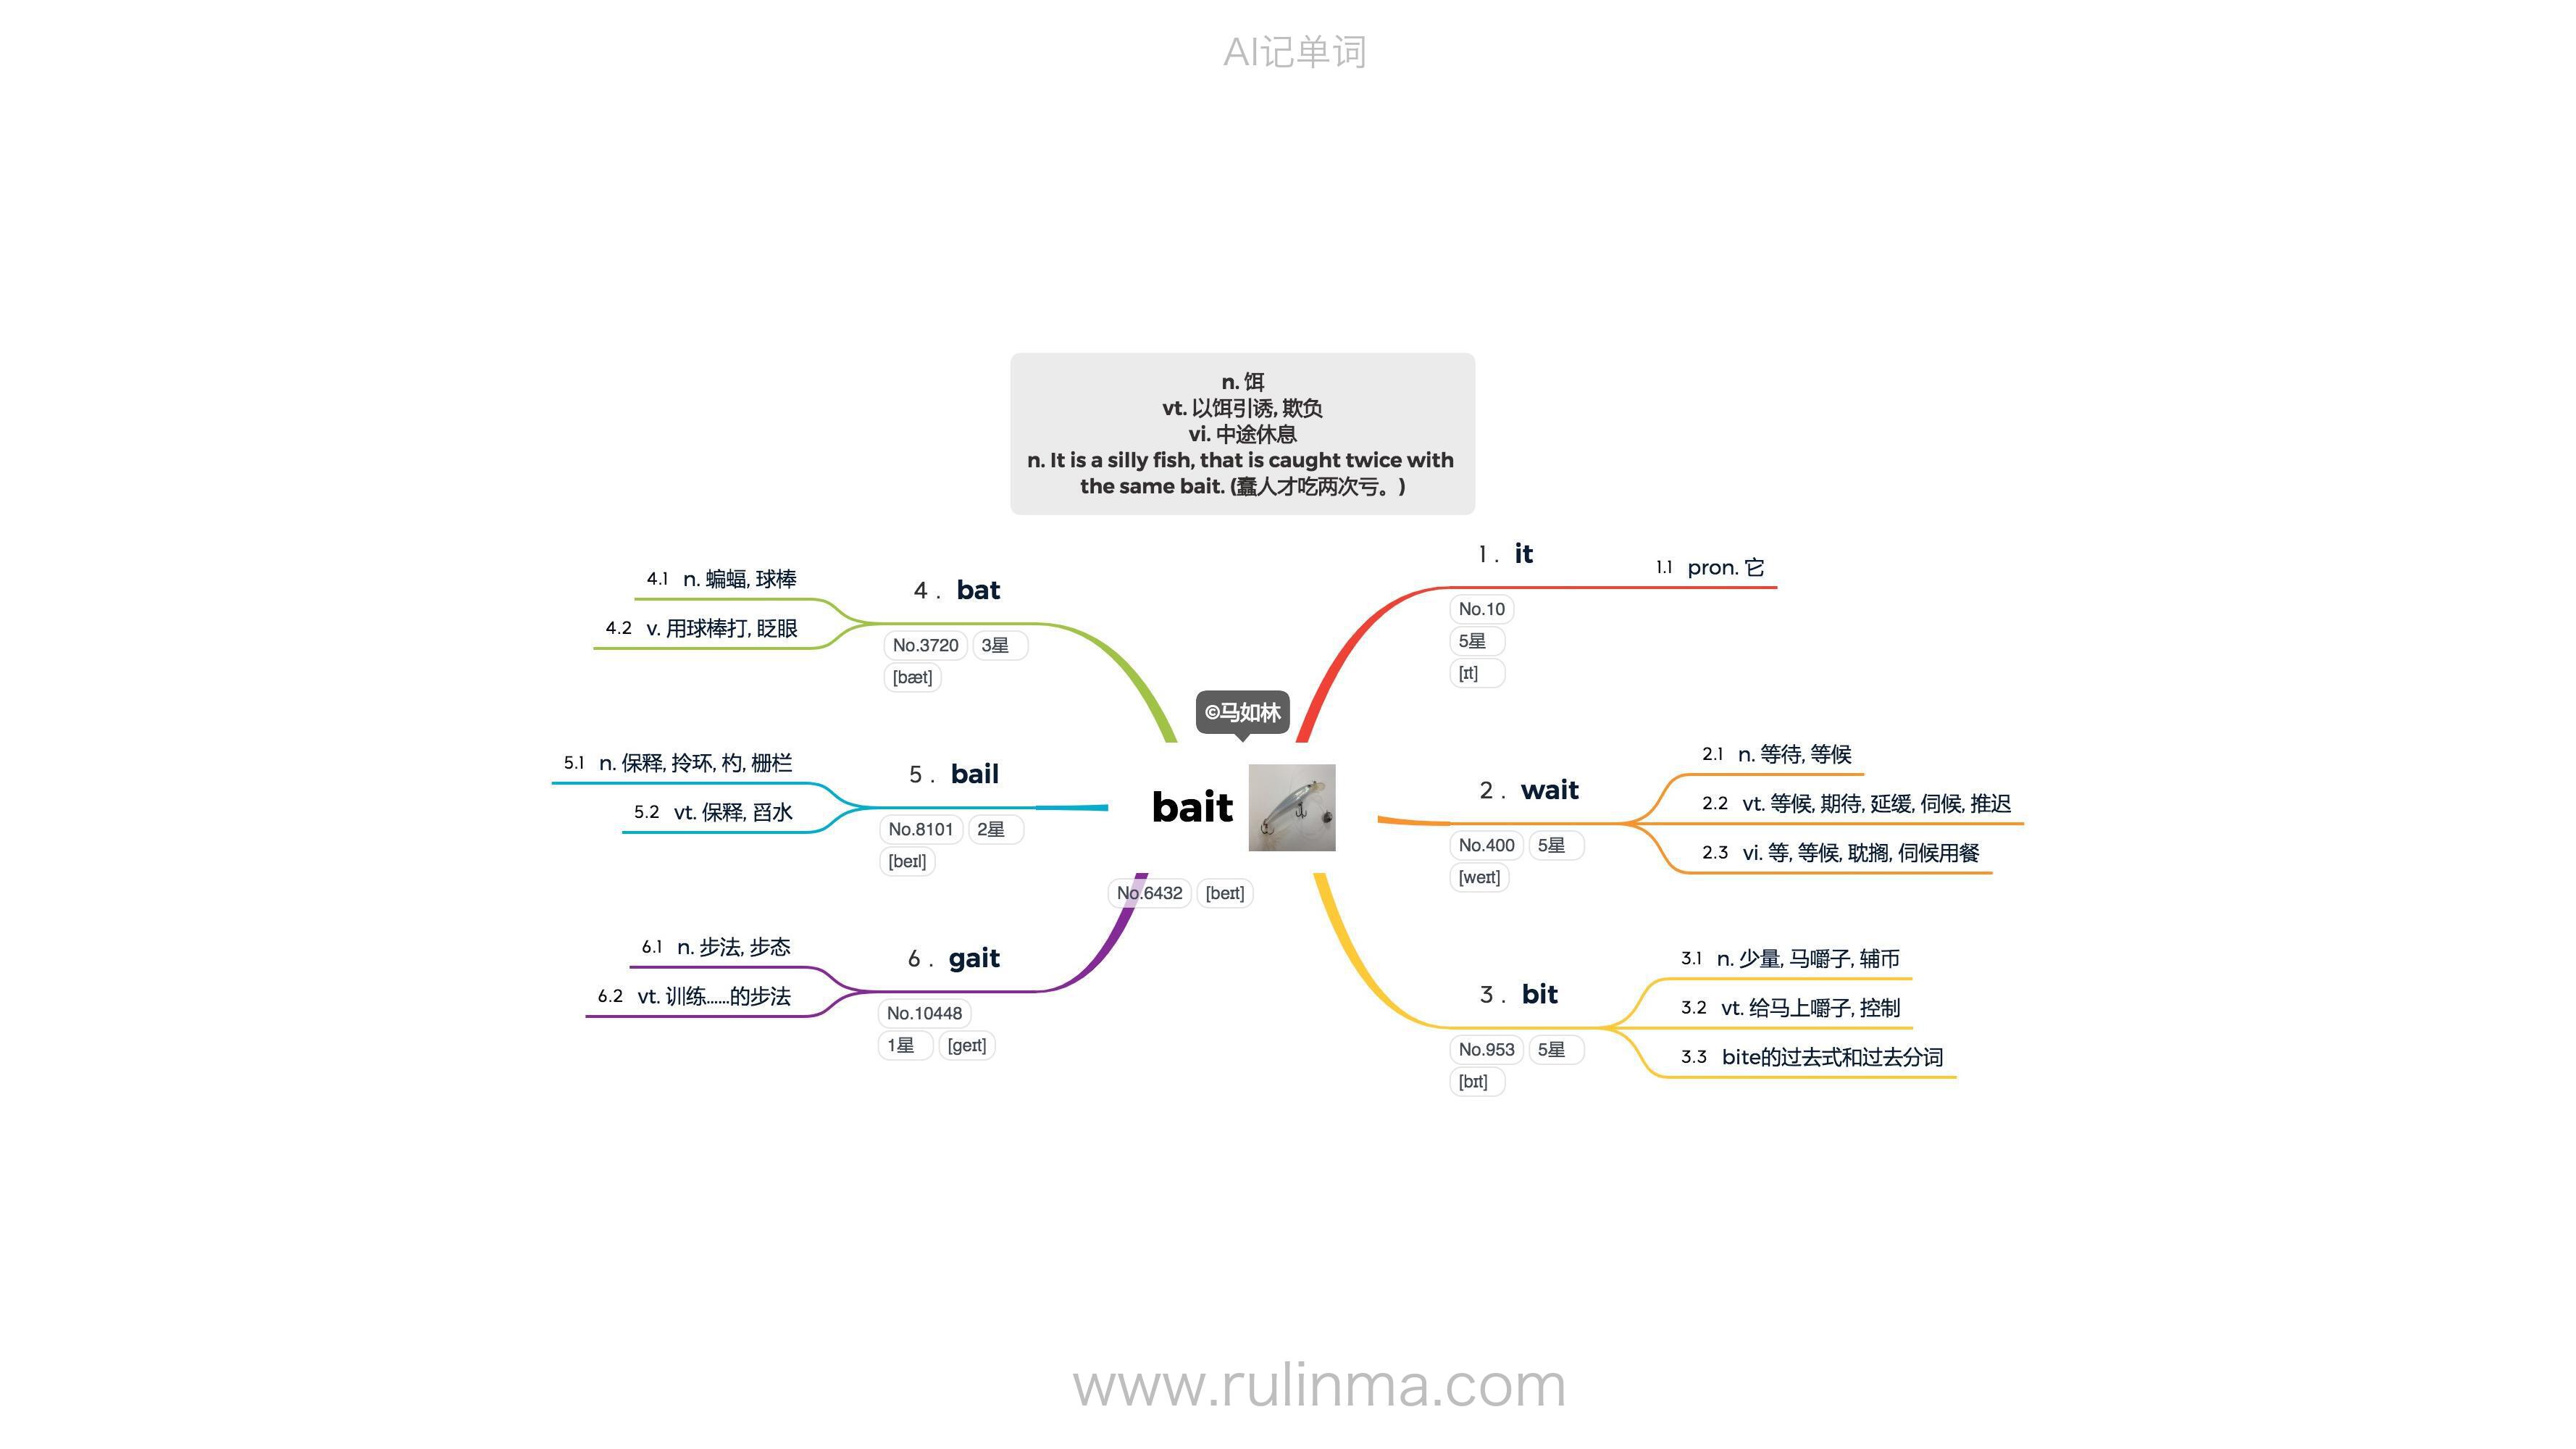 AI记单词
n. 饵
vt. 以饵引诱, 欺负
vi. 中途休息
n. It is a silly fish, that is caught twice with
the same bait. (蠢人才吃两次亏。)
©马如林
bait
No.6432 [beɪt]
1. it
No.10
5星
[ɪt]
1.1 pron. 它
2. wait
No.400 5星
[weɪt]
2.1 n. 等待, 等候
2.2 vt. 等候, 期待, 延缓, 伺候, 推迟
2.3 vi. 等, 等候, 耽搁, 伺候用餐
3. bit
No.953 5星
[bɪt]
3.1 n. 少量, 马嚼子, 辅币
3.2 vt. 给马上嚼子, 控制
3.3 bite的过去式和过去分词
4. bat
No.3720 3星
[bæt]
4.1 n. 蝙蝠, 球棒
4.2 v. 用球棒打, 眨眼
5. bail
No.8101 2星
[beɪl]
5.1 n. 保释, 拎环, 杓, 栅栏
5.2 vt. 保释, 舀水
6. gait
No.10448
1星 [geɪt]
6.1 n. 步法, 步态
6.2 vt. 训练……的步法
www.rulinma.com